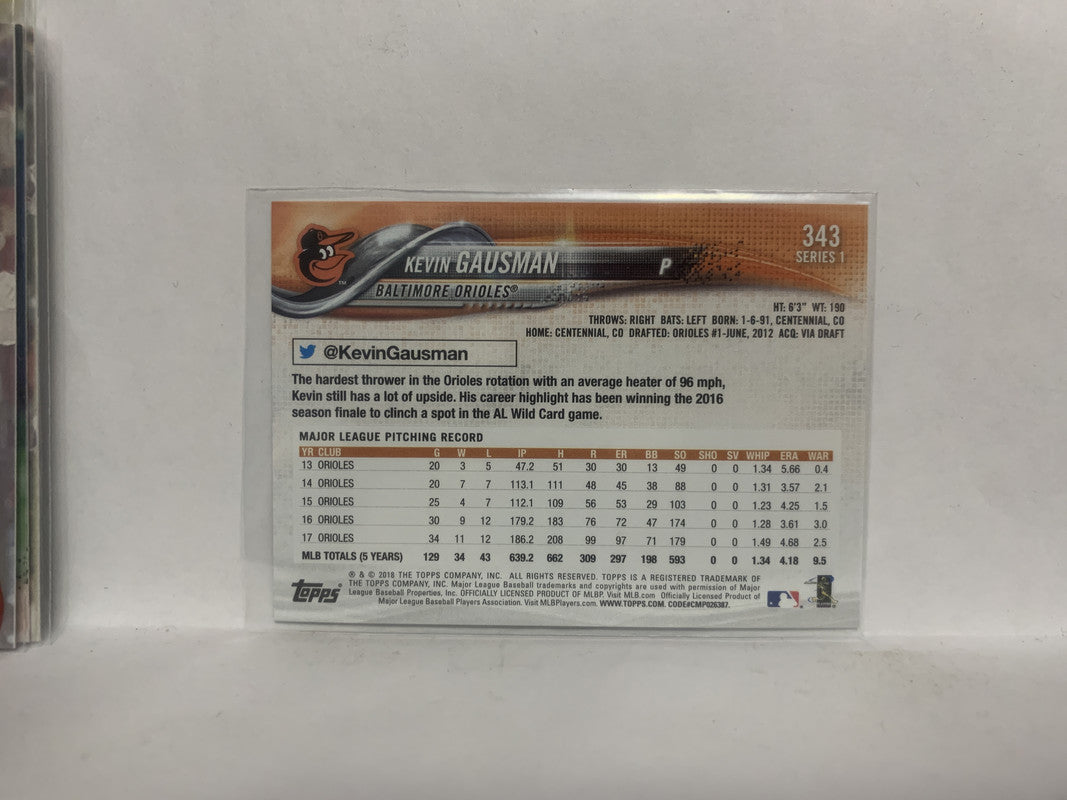 343
SERIES 1
KEVIN GAUSMAN P
BALTIMORE ORIOLES®
TM
HT: 6'3" WT: 190
THROWS: RIGHT BATS: LEFT BORN: 1-6-91, CENTENNIAL, CO
HOME: CENTENNIAL, CO DRAFTED: ORIOLES #1-JUNE, 2012 ACQ: VIA DRAFT
@KevinGausman
The hardest thrower in the Orioles rotation with an average heater of 96 mph,
Kevin still has a lot of upside. His career highlight has been winning the 2016
season finale to clinch a spot in the AL Wild Card game.
MAJOR LEAGUE PITCHING RECORD
YR CLUB G W L IP H R ER BB SO SHO SV WHIP ERA WAR
13 ORIOLES 20 3 5 47.2 51 30 30 13 49 0 0 1.34 5.66 0.4
14 ORIOLES 20 7 7 113.1 111 48 45 38 88 0 0 1.31 3.57 2.1
15 ORIOLES 25 4 7 112.1 109 56 53 29 103 0 0 1.23 4.25 1.5
16 ORIOLES 30 9 12 179.2 183 76 72 47 174 0 0 1.28 3.61 3.0
17 ORIOLES 34 11 12 186.2 208 99 97 71 179 0 0 1.49 4.68 2.5
MLB TOTALS (5 YEARS) 129 34 43 639.2 662 309 297 198 593 0 0 1.34 4.18 9.5
® & © 2018 THE TOPPS COMPANY, INC. ALL RIGHTS RESERVED. TOPPS IS A REGISTERED TRADEMARK OF
THE TOPPS COMPANY, INC. Major League Baseball trademarks and copyrights are used with permission of Major
League Baseball Properties, Inc. OFFICIALLY LICENSED PRODUCT OF MLBP. Visit MLB.com Officially Licensed Product of
Major League Baseball Players Association. Visit MLBPlayers.com. WWW.TOPPS.COM. CODE#CMP026387.
Topps